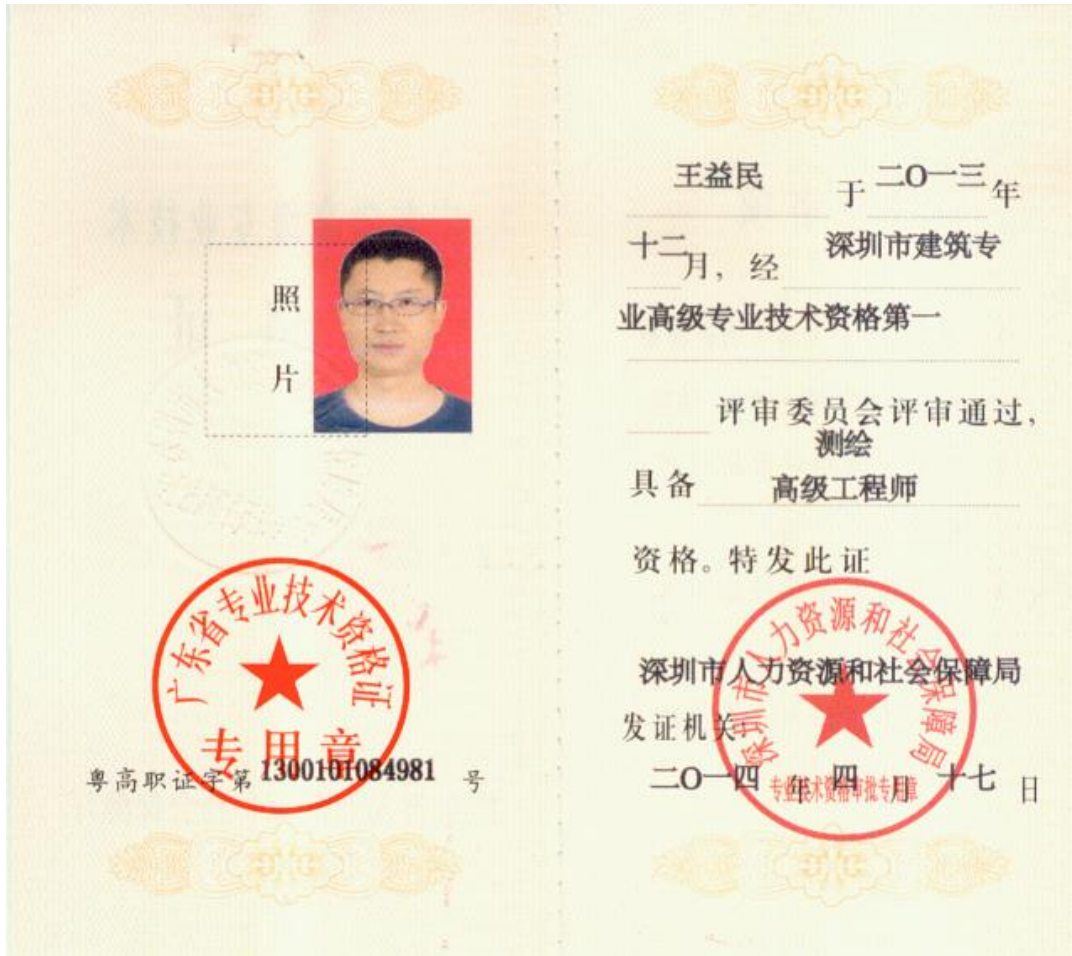 照
片
广东省专业技术资格证
专用章
粤高职证字第 1300101084981 号
王益民 于 二O一三 年
十二 月，经 深圳市建筑专
业高级专业技术资格第一
评审委员会评审通过，
测绘
具备 高级工程师
资格。特发此证
深圳市人力资源和社会保障局
深圳市人力资源和社会保障局
发证机关：
二O一四 年 四 月 十七 日
专业技术资格审批专用章